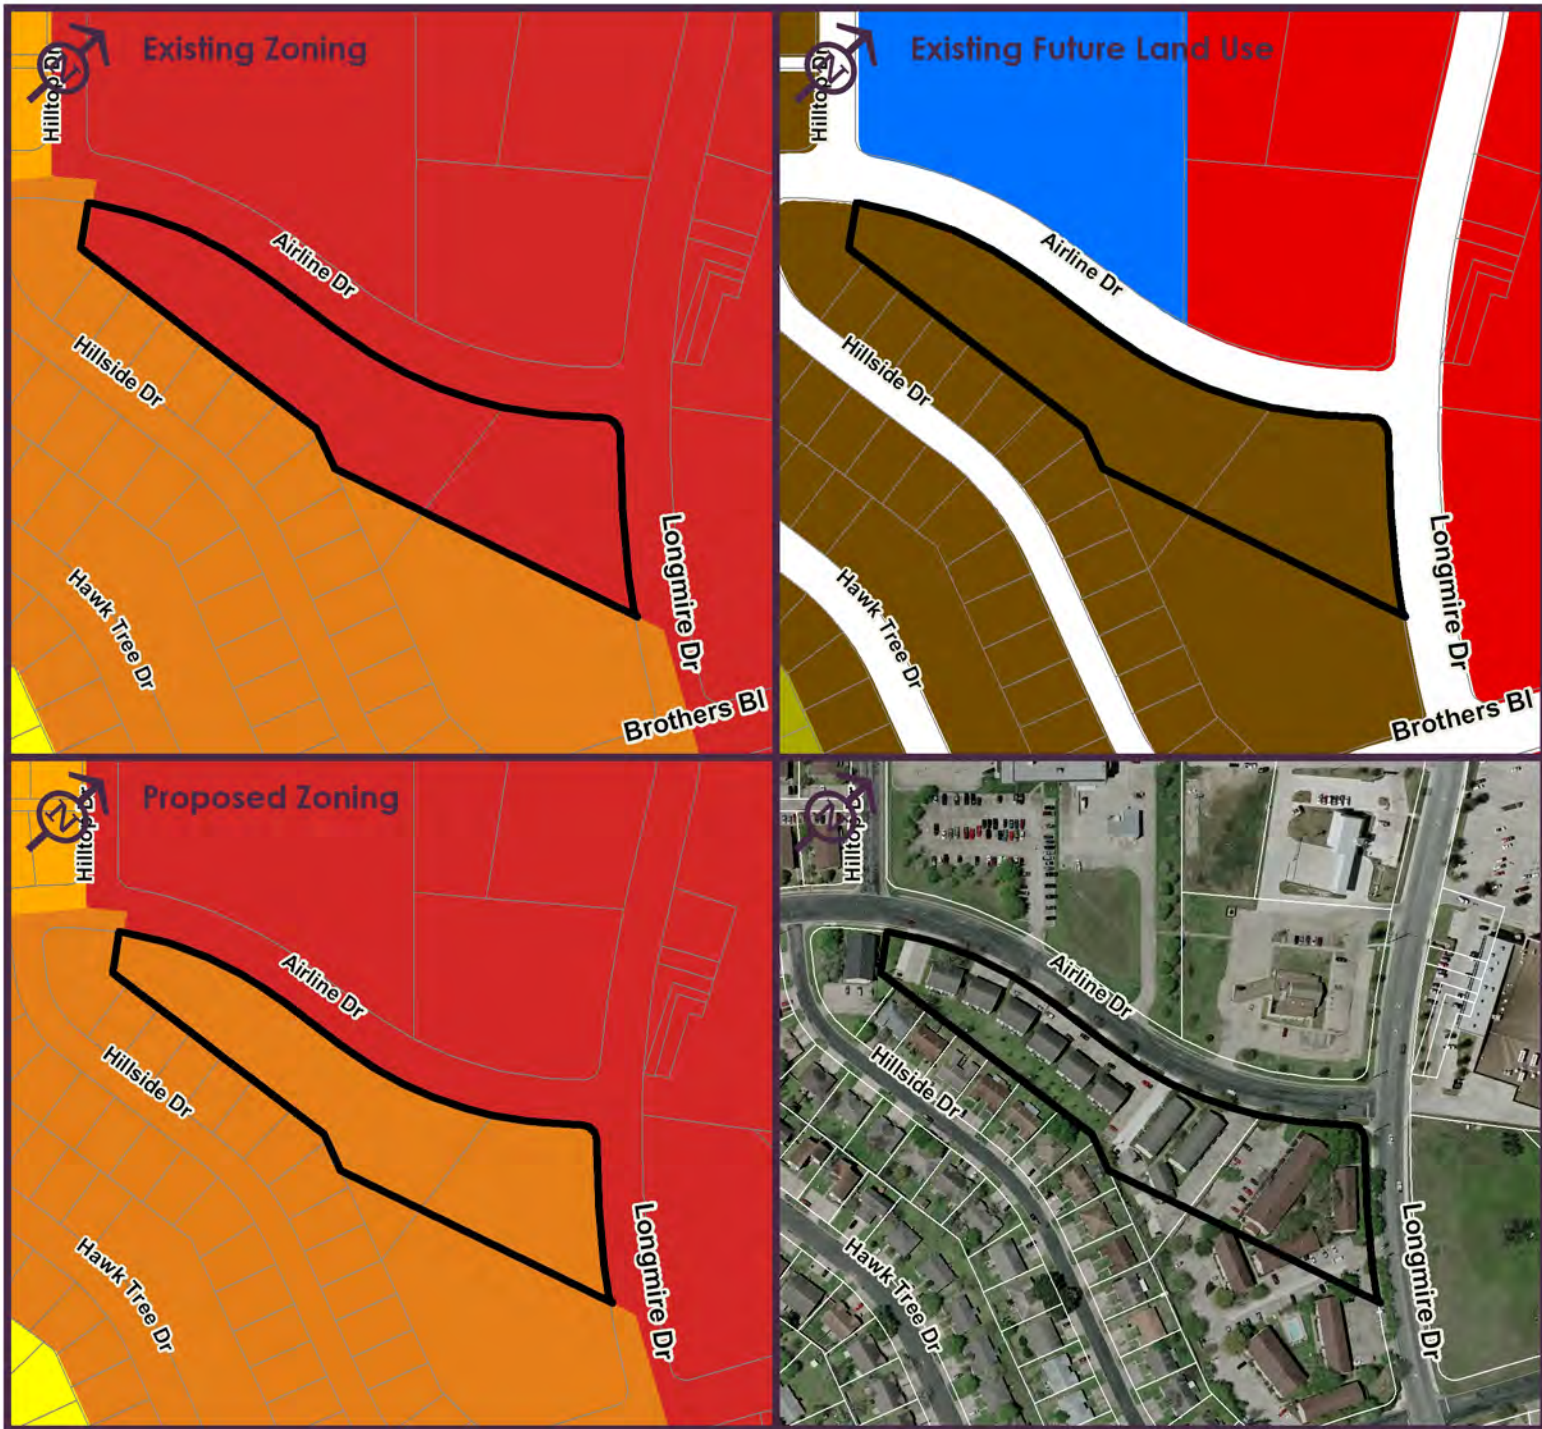 Existing Zoning
N
Hilltop Dr
Airline Dr
Hillside Dr
Hawk Tree Dr
Longmire Dr
Brothers Bl
Existing Future Land Use
N
Hilltop Dr
Airline Dr
Hillside Dr
Hawk Tree Dr
Longmire Dr
Brothers Bl
Proposed Zoning
N
Hilltop Dr
Airline Dr
Hillside Dr
Hawk Tree Dr
Longmire Dr
N
Hilltop Dr
Airline Dr
Hillside Dr
Hawk Tree Dr
Longmire Dr